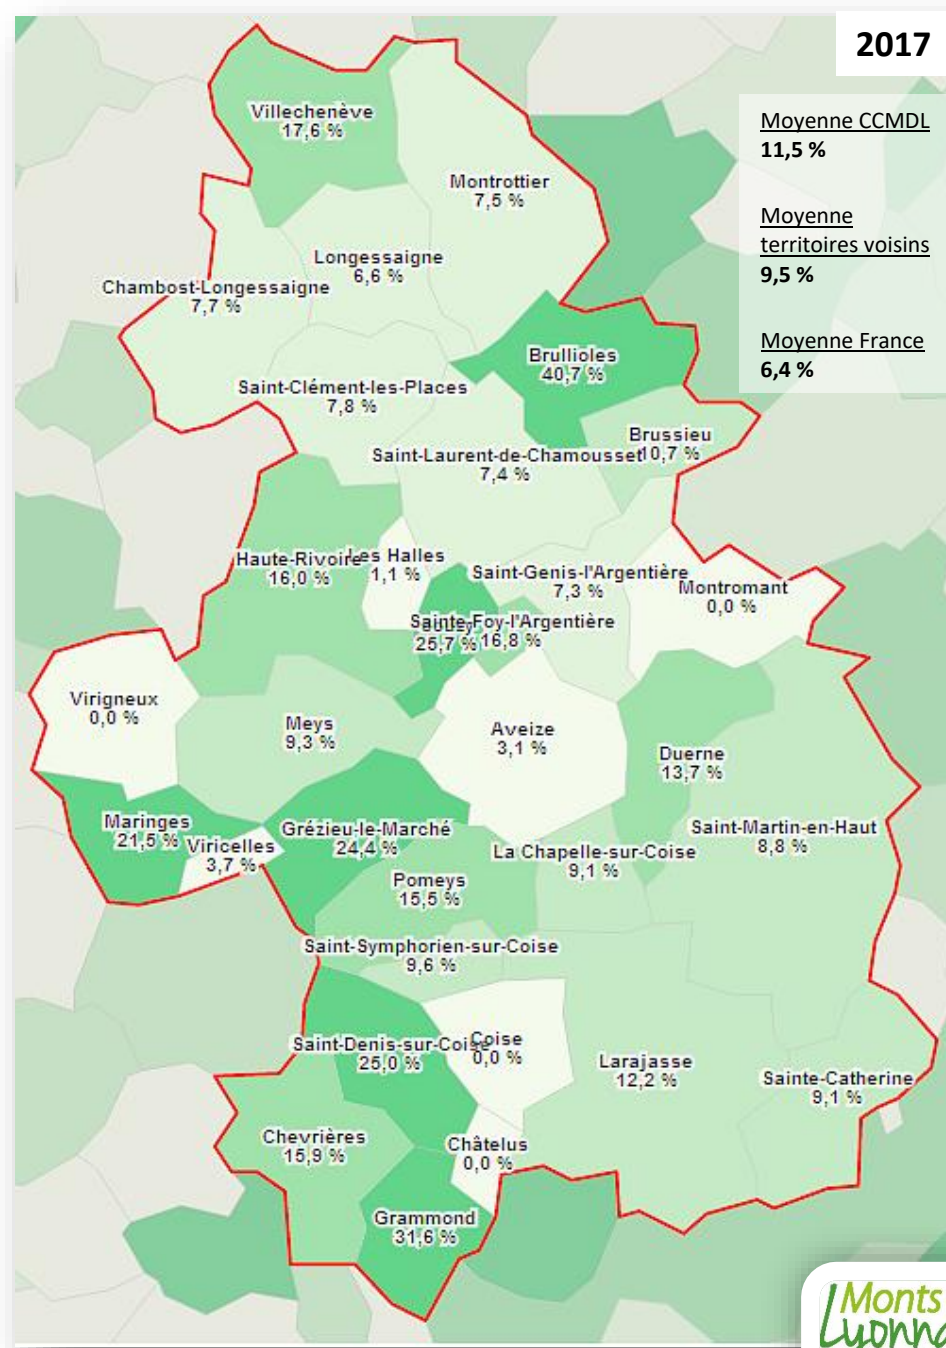 2017
Moyenne CCMDL
11,5 %
Moyenne
territoires voisins
9,5 %
Moyenne France
6,4 %
Villechenève
17,6 %
Montrottier
7,5 %
Longessaigne
6,6 %
Chambost-Longessaigne
7,7 %
Brullioles
40,7 %
Saint-Clément-les-Places
7,8 %
Brussieu
10,7 %
Saint-Laurent-de-Chamousset
7,4 %
Haute-Rivoire
16,0 %
Les Halles
1,1 %
Saint-Genis-l'Argentière
7,3 %
Montromant
0,0 %
Sainte-Foy-l'Argentière
16,8 %
25,7 %
Virigneux
0,0 %
Meys
9,3 %
Aveize
3,1 %
Duerne
13,7 %
Maringes
21,5 %
Viricelles
3,7 %
Grézieu-le-Marché
24,4 %
La Chapelle-sur-Coise
9,1 %
Saint-Martin-en-Haut
8,8 %
Pomeys
15,5 %
Saint-Symphorien-sur-Coise
9,6 %
Saint-Denis-sur-Coise
25,0 %
Coise
0,0 %
Larajasse
12,2 %
Sainte-Catherine
9,1 %
Chevrières
15,9 %
Châtelus
0,0 %
Grammond
31,6 %
Monts